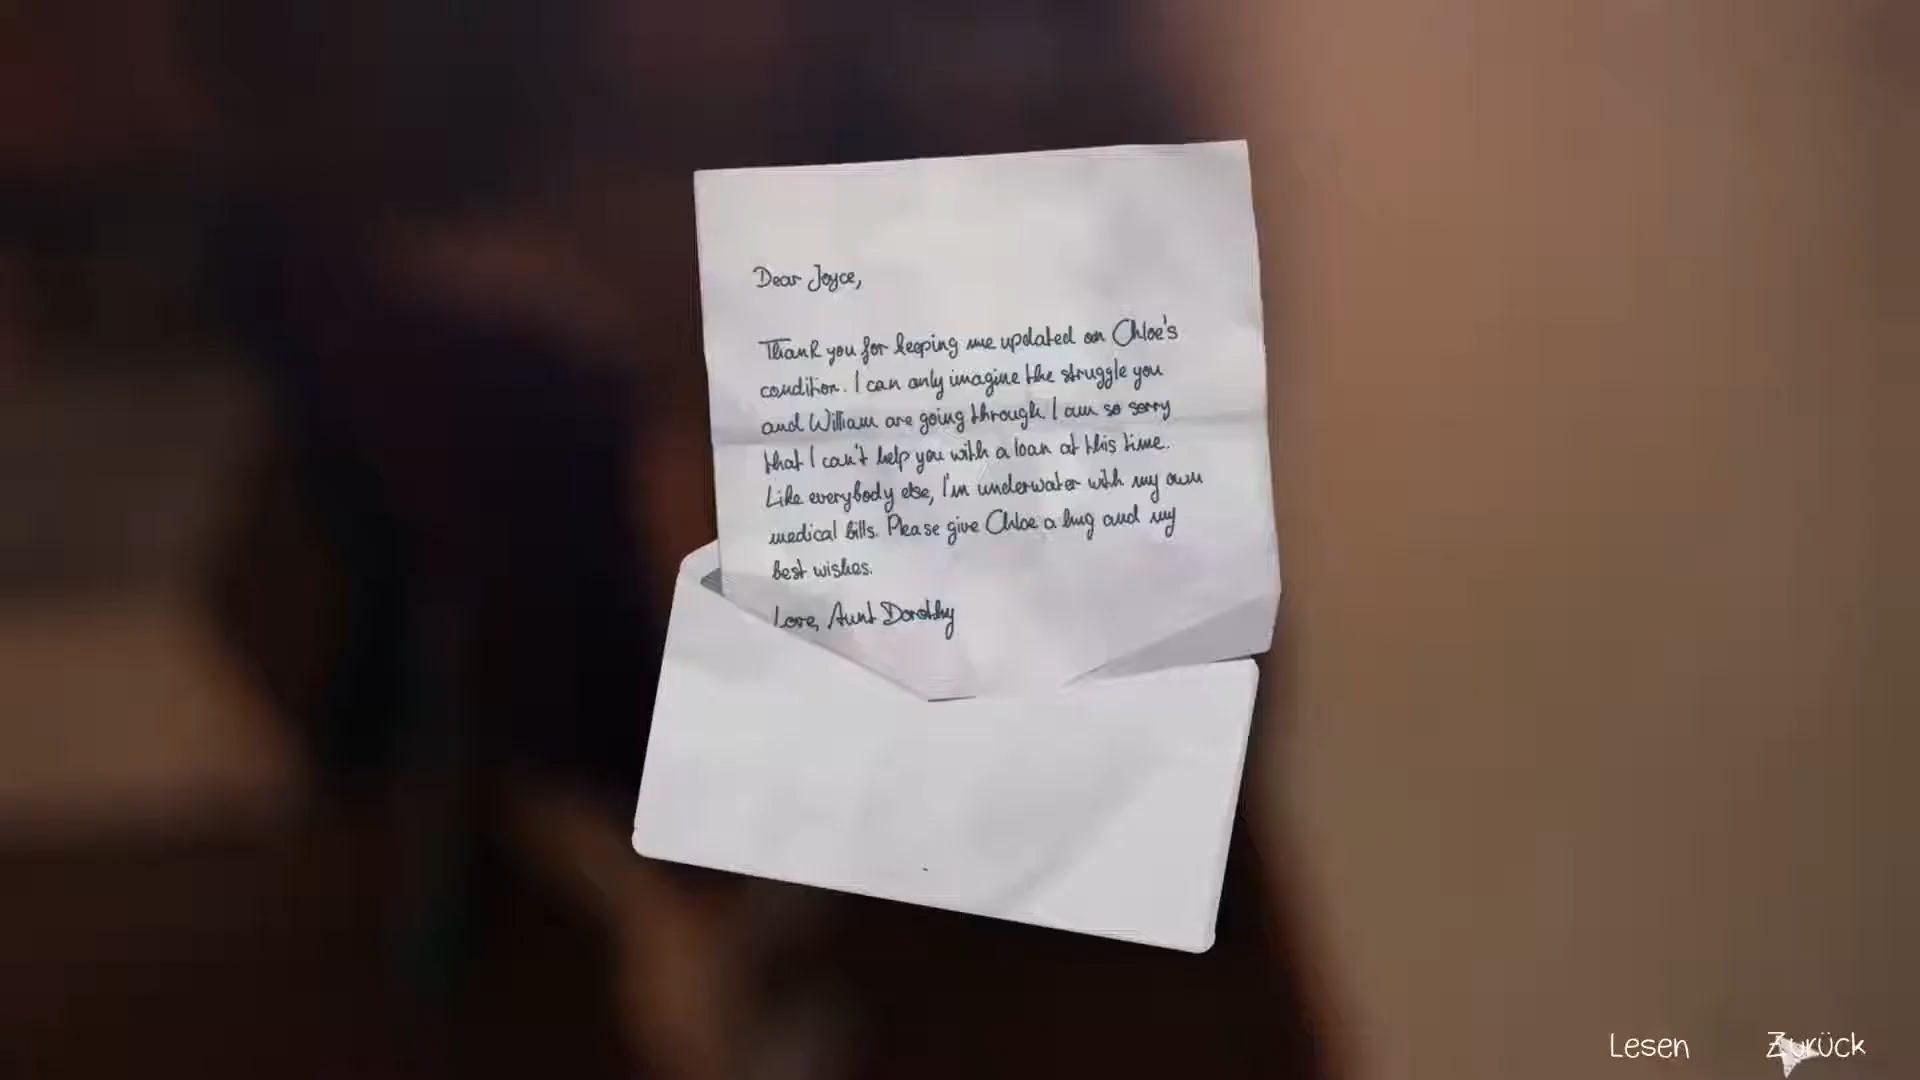 Dear Joyce,
Thank you for keeping me updated on Chloe's
condition. I can only imagine the struggle you
and William are going through. I am so sorry
that I can't help you with a loan at this time.
Like everybody else, I'm underwater with my own
medical bills. Please give Chloe a hug and my
best wishes.
Love, Aunt Dorothy
Lesen Zurück